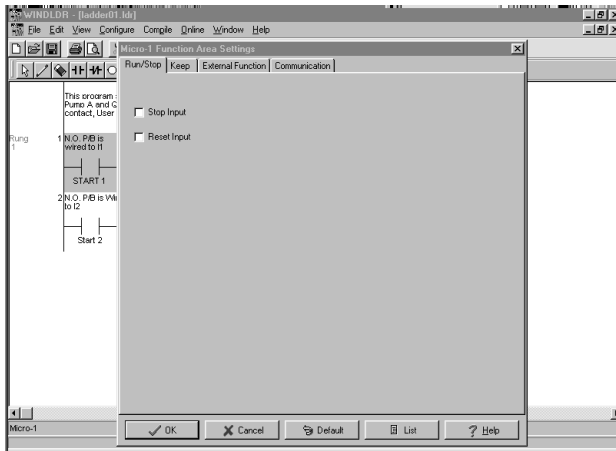 WINDLDR - [ladder01.ldr]
File Edit View Configure Compile Online Window Help
Micro-1 Function Area Settings
Run/Stop Keep External Function Communication
Stop Input
Reset Input
This program
Pump A and
contact, User
Rung 1
1 N.O. P/B is
wired to I1
START 1
2 N.O. P/B is
to I2
Start 2
OK Cancel Default List Help
Micro-1